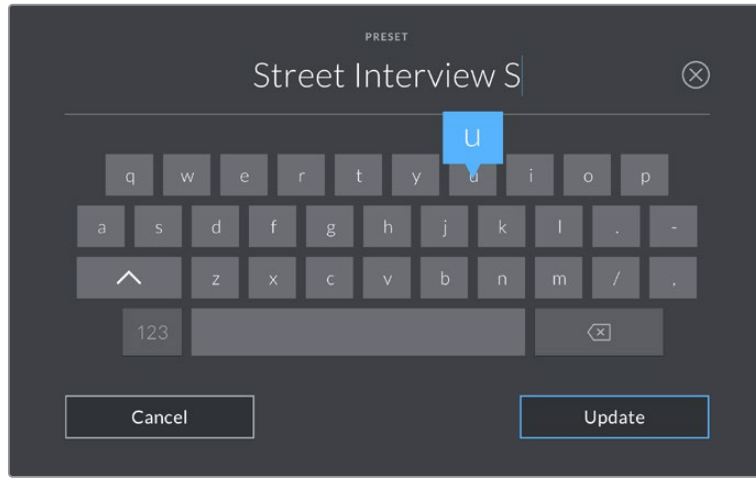 PRESET
Street Interview S
u
q w e r t y u i o p
a s d f g h j k l . -
z x c v b n m / ,
123
Cancel Update